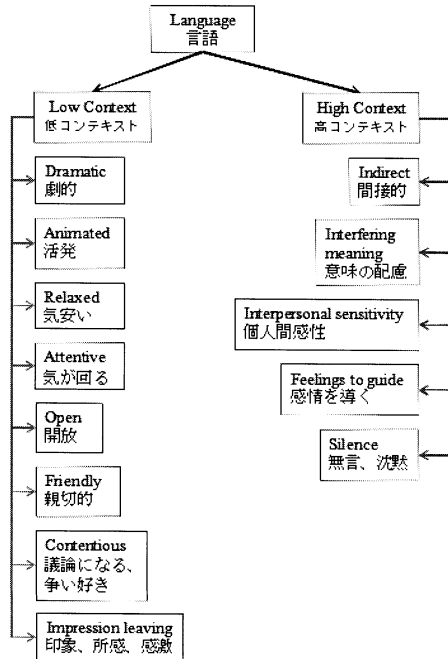 Language
言語
Low Context
低コンテキスト
High Context
高コンテキスト
Dramatic
劇的
Animated
活発
Relaxed
気安い
Attentive
気が回る
Open
開放
Friendly
親切的
Contentious
議論になる、
争い好き
Impression leaving
印象、所感、感激
Indirect
間接的
Interfering
meaning
意味の配慮
Interpersonal sensitivity
個人間感性
Feelings to guide
感情を導く
Silence
無言、沈黙